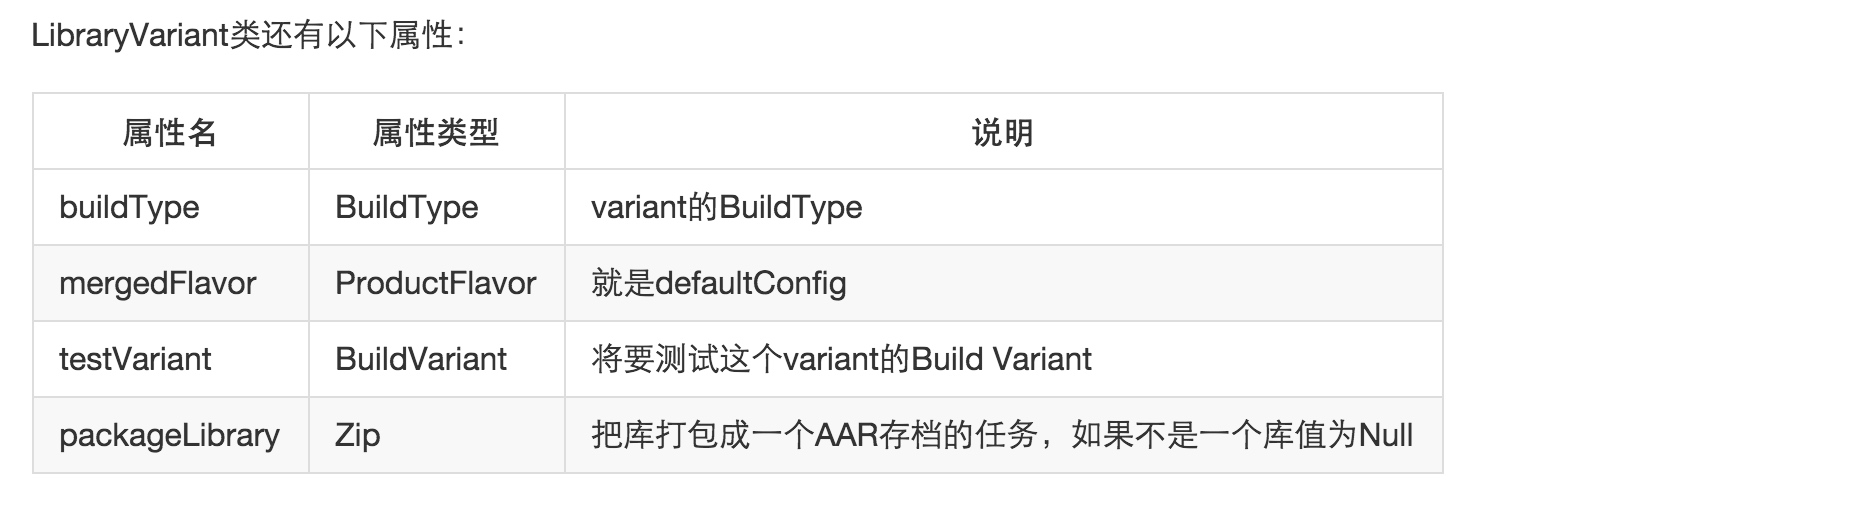 LibraryVariant类还有以下属性：
属性名 属性类型 说明
buildType BuildType variant的BuildType
mergedFlavor ProductFlavor 就是defaultConfig
testVariant BuildVariant 将要测试这个variant的Build Variant
packageLibrary Zip 把库打包成一个AAR存档的任务，如果不是一个库值为Null